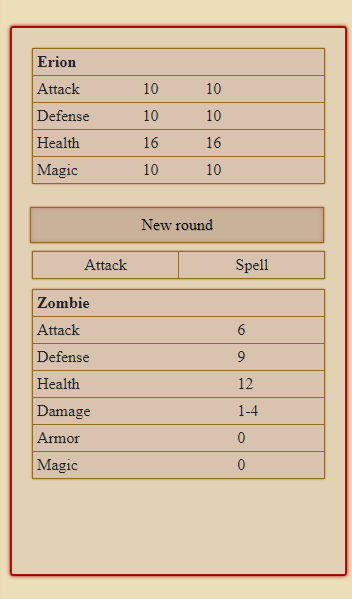 Erion
Attack 10 10
Defense 10 10
Health 16 16
Magic 10 10
New round
Attack Spell
Zombie
Attack 6
Defense 9
Health 12
Damage 1-4
Armor 0
Magic 0